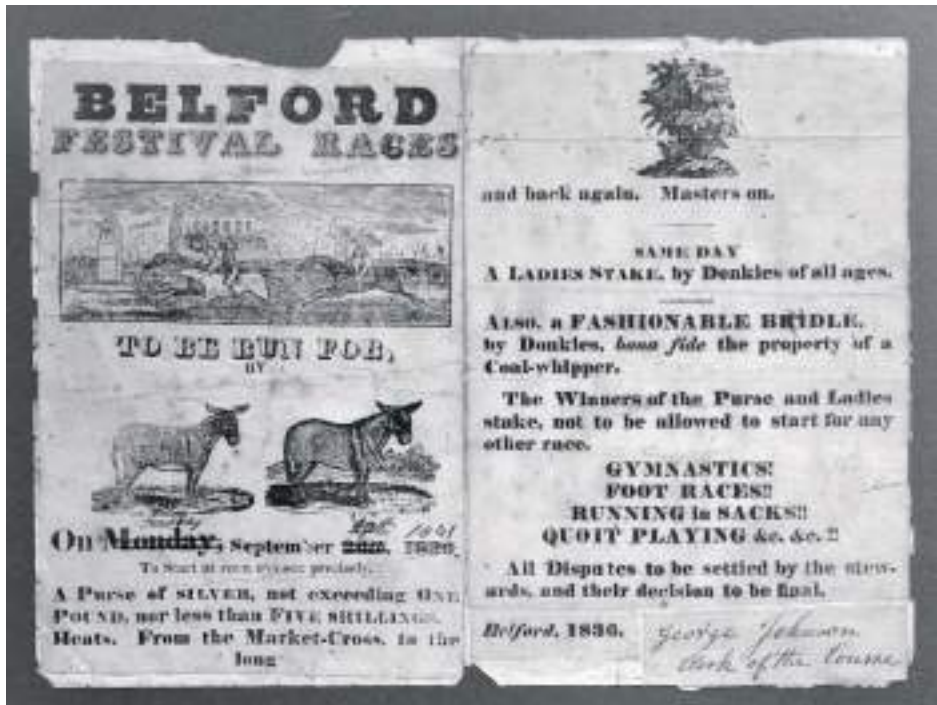 BELFORD
FESTIVAL RACES
TO BE RUN FOR,
BY
On Monday, September
To Start at precisely.
A Purse of SILVER, not exceeding ONE
POUND, nor less than FIVE SHILLINGS.
Heats. From the Market-Cross, to the
long
and back again. Masters on.
SAME DAY
A LADIES STAKE, by Donkies of all ages.
ALSO, a FASHIONABLE BRIDLE,
by Donkies, bona fide the property of a
Coal-whipper.
The Winners of the Purse and Ladies
stake, not to be allowed to start for any
other race.
GYMNASTICS!
FOOT RACES!!
RUNNING in SACKS!!
QUOIT PLAYING &c. &c. !!
All Disputes to be settled by the stew-
ards, and their decision to be final.
Belford, 1836.
George Johnson
Clerk of the Course